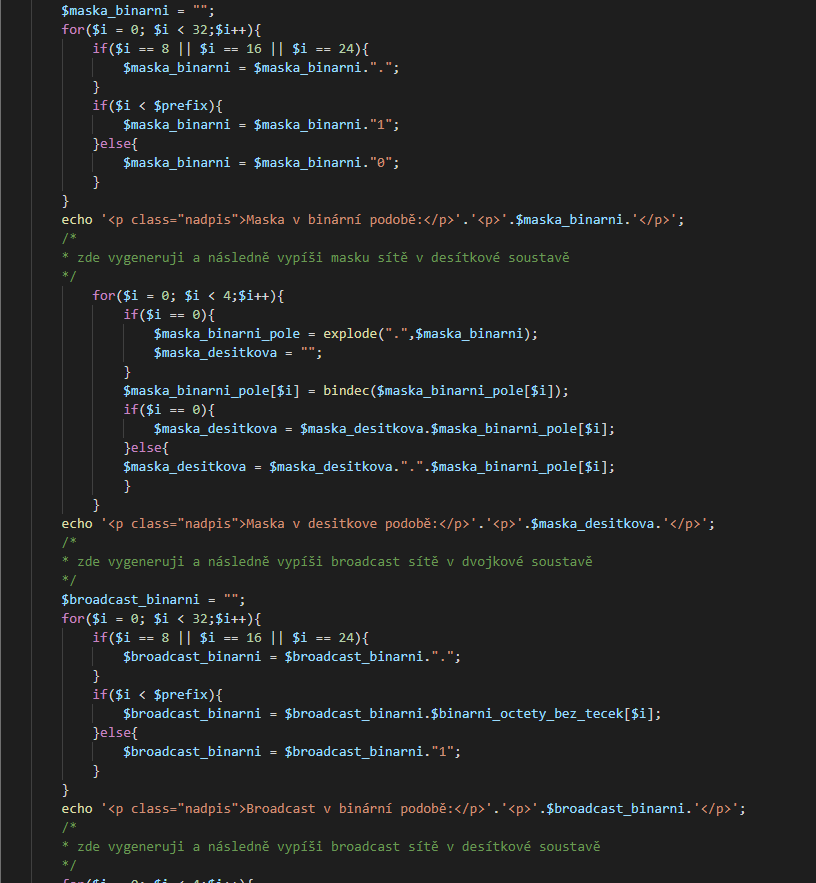 $maska_binarni = "";
for($i = 0; $i < 32;$i++){
if($i == 8 || $i == 16 || $i == 24){
$maska_binarni = $maska_binarni.".";
}
if($i < $prefix){
$maska_binarni = $maska_binarni."1";
}else{
$maska_binarni = $maska_binarni."0";
}
}
echo '<p class="nadpis">Maska v binární podobě:</p>'.'<p>'.$maska_binarni.'</p>';
/*
* zde vygeneruji a následně vypíši masku sítě v desítkové soustavě
*/
for($i = 0; $i < 4;$i++){
if($i == 0){
$maska_binarni_pole = explode(".",$maska_binarni);
$maska_desitkova = "";
}
$maska_binarni_pole[$i] = bindec($maska_binarni_pole[$i]);
if($i == 0){
$maska_desitkova = $maska_desitkova.$maska_binarni_pole[$i];
}else{
$maska_desitkova = $maska_desitkova.".".$maska_binarni_pole[$i];
}
}
echo '<p class="nadpis">Maska v desitkove podobě:</p>'.'<p>'.$maska_desitkova.'</p>';
/*
* zde vygeneruji a následně vypíši broadcast sítě v dvojkové soustavě
*/
$broadcast_binarni = "";
for($i = 0; $i < 32;$i++){
if($i == 8 || $i == 16 || $i == 24){
$broadcast_binarni = $broadcast_binarni.".";
}
if($i < $prefix){
$broadcast_binarni = $broadcast_binarni.$binarni_octety_bez_tecek[$i];
}else{
$broadcast_binarni = $broadcast_binarni."1";
}
}
echo '<p class="nadpis">Broadcast v binární podobě:</p>'.'<p>'.$broadcast_binarni.'</p>';
/*
* zde vygeneruji a následně vypíši broadcast sítě v desítkové soustavě
*/
for($i = 0; $i < 4;$i++){